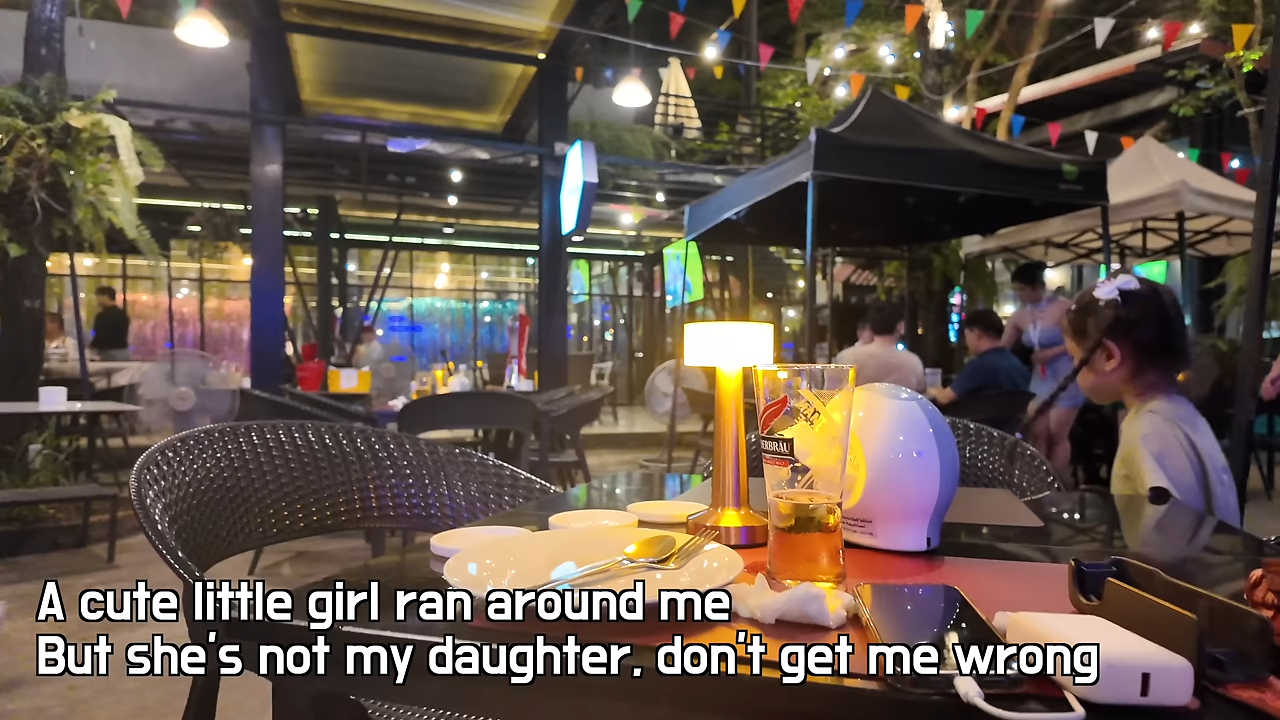 A cute little girl ran around me
But she's not my daughter, don't get me wrong